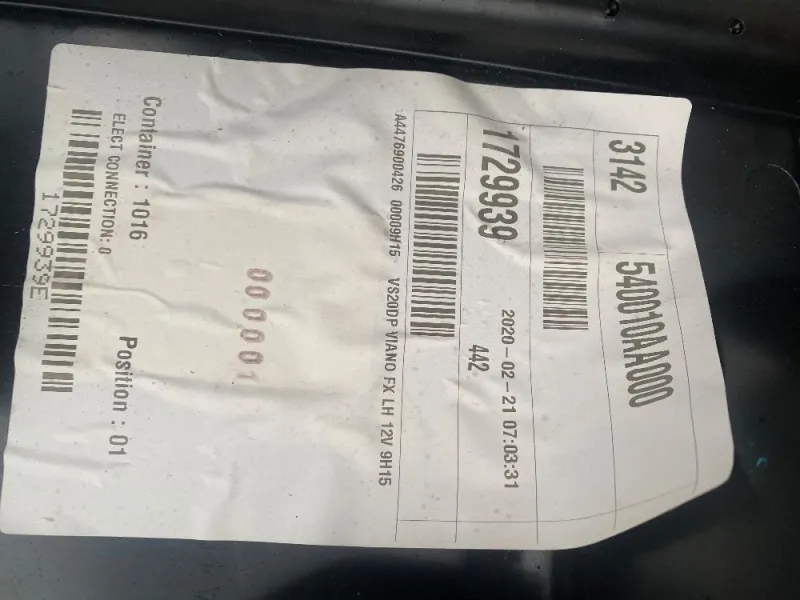 3142 540010AA000
1729939 2020-02-21 07:03:31
442
A4476900426 00009H15 VS20DP VIANO FX LH 12V 9H15
000001
Container : 1016 Position : 01
ELECT CONNECTION: 0
1729939E